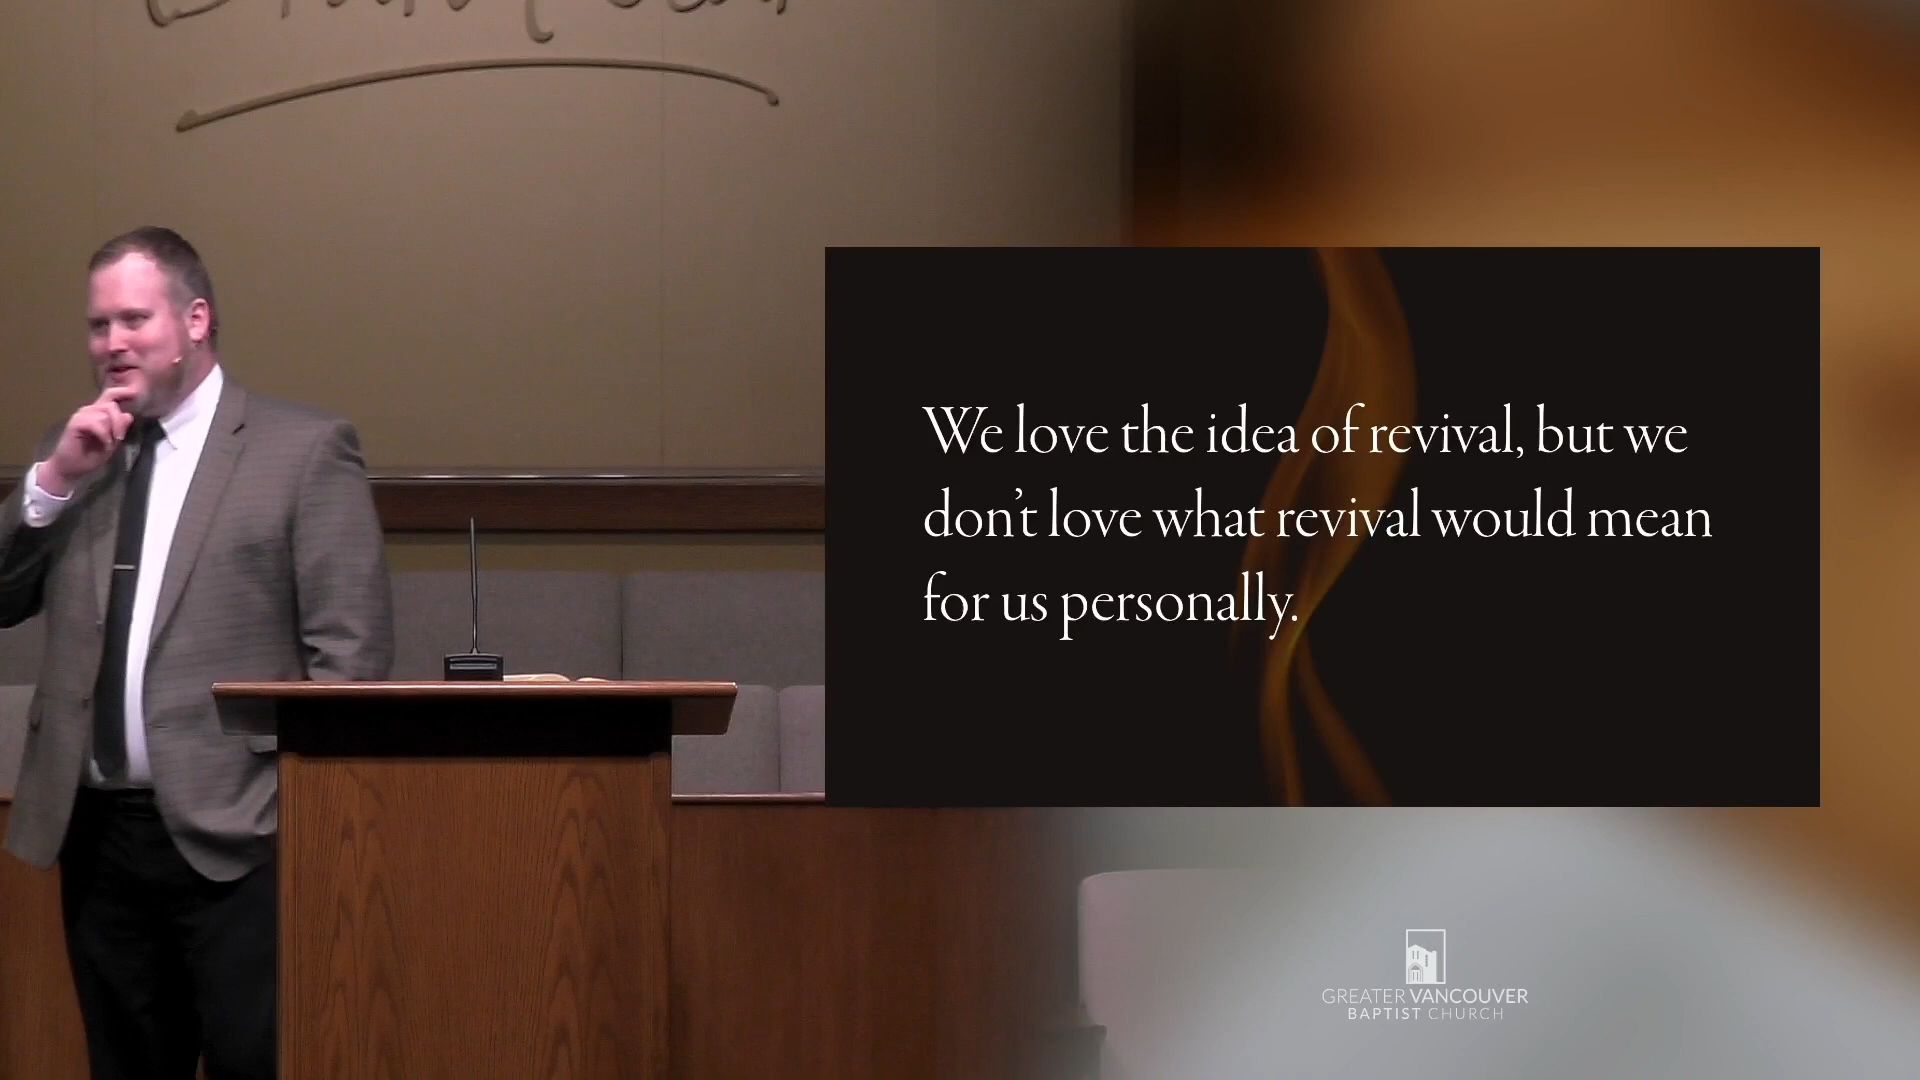 We love the idea of revival, but we
don't love what revival would mean
for us personally.
GREATER VANCOUVER
BAPTIST CHURCH